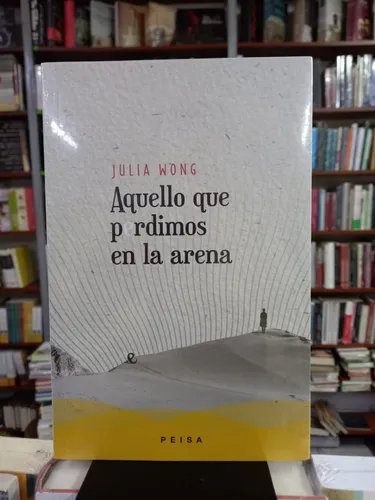 JULIA WONG
Aquello que
p rdimos
en la arena
e
PEISA